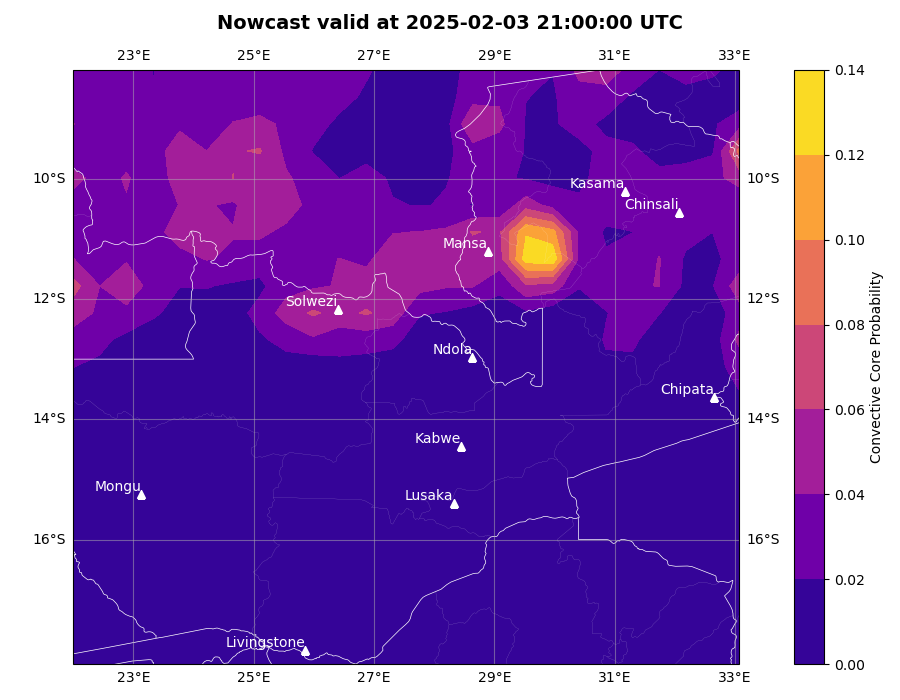 Nowcast valid at 2025-02-03 21:00:00 UTC
23°E 25°E 27°E 29°E 31°E 33°E
0.14
0.12
10°S Kasama 10°S
Chinsali
0.10
Mansa
12°S Solwezi 12°S
0.08
Ndola
Chipata
14°S 14°S
0.06
Kabwe
Convective Core Probability
Mongu
Lusaka
0.04
16°S 16°S
0.02
Livingstone
0.00
23°E 25°E 27°E 29°E 31°E 33°E